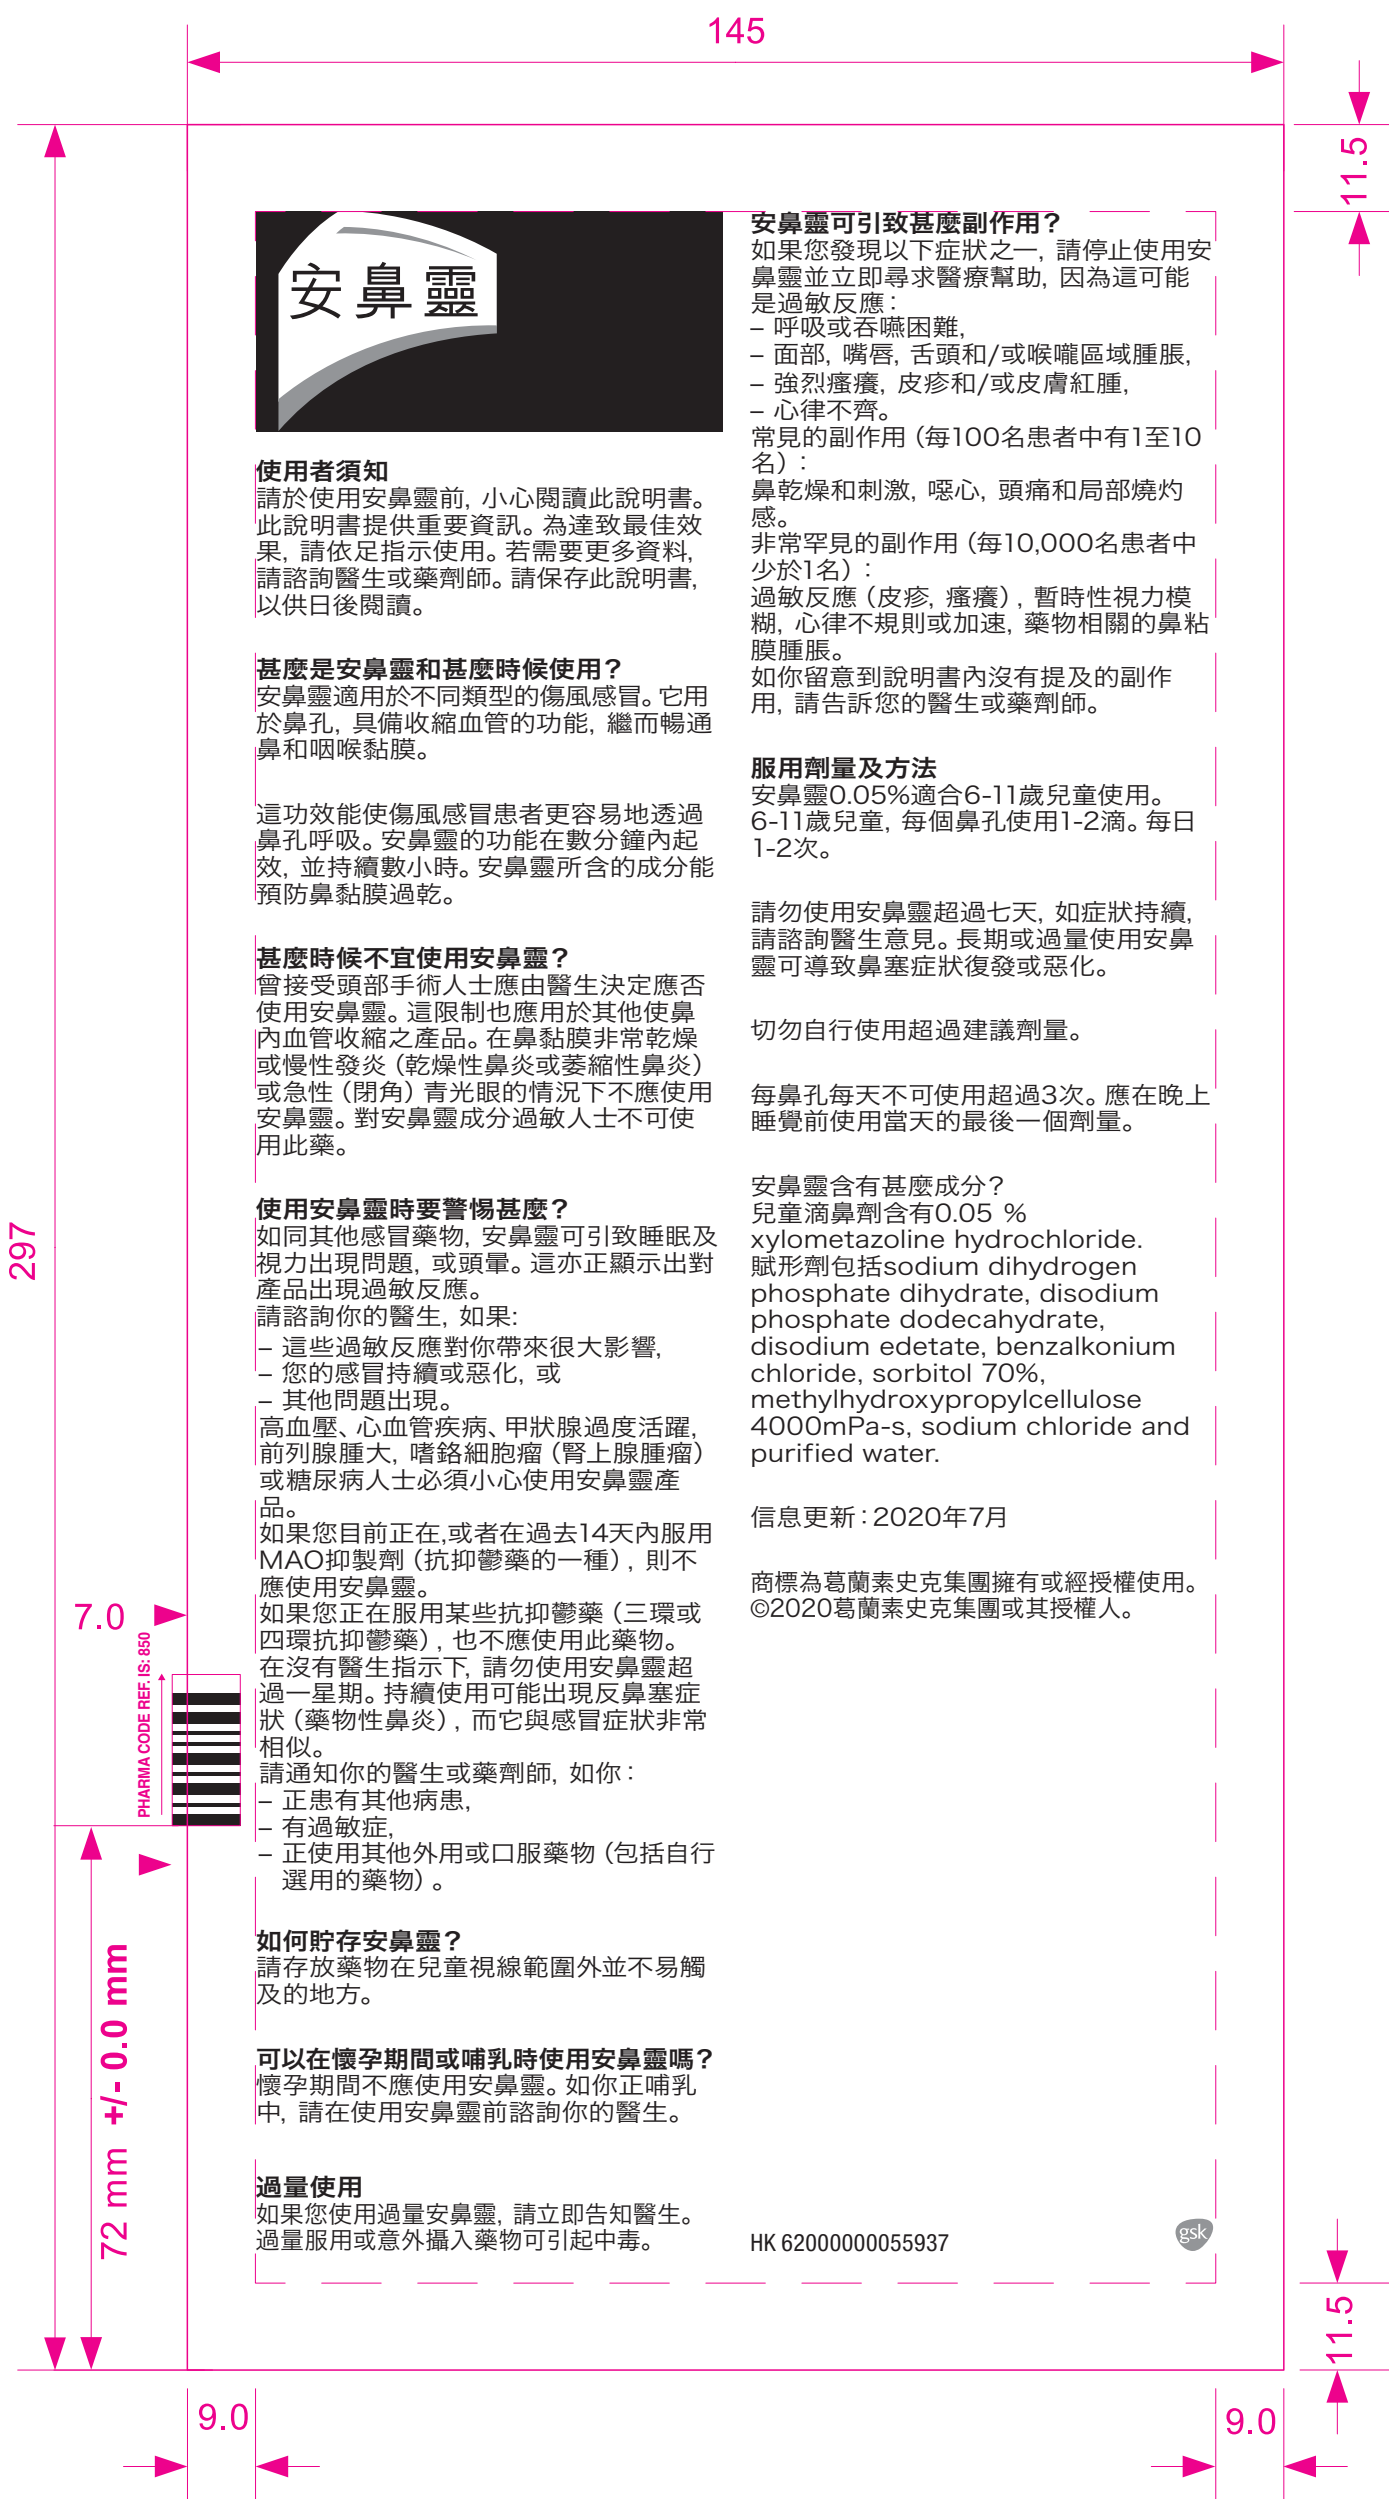 145
11.5
297
安鼻靈
使用者須知
請於使用安鼻靈前, 小心閱讀此說明書。
此說明書提供重要資訊。為達致最佳效
果, 請依足指示使用。若需要更多資料,
請諮詢醫生或藥劑師。請保存此說明書,
以供日後閱讀。
甚麼是安鼻靈和甚麼時候使用?
安鼻靈適用於不同類型的傷風感冒。它用
於鼻孔, 具備收縮血管的功能, 繼而暢通
鼻和咽喉黏膜。
這功效能使傷風感冒患者更容易地透過
鼻孔呼吸。安鼻靈的功能在數分鐘內起
效, 並持續數小時。安鼻靈所含的成分能
預防鼻黏膜過乾。
甚麼時候不宜使用安鼻靈?
曾接受頭部手術人士應由醫生決定應否
使用安鼻靈。這限制也應用於其他使鼻
內血管收縮之產品。在鼻黏膜非常乾燥
或慢性發炎 (乾燥性鼻炎或萎縮性鼻炎)
或急性 (閉角) 青光眼的情況下不應使用
安鼻靈。對安鼻靈成分過敏人士不可使
用此藥。
使用安鼻靈時要警惕甚麼?
如同其他感冒藥物, 安鼻靈可引致睡眠及
視力出現問題, 或頭暈。這亦正顯示出對
產品出現過敏反應。
請諮詢你的醫生, 如果:
– 這些過敏反應對你帶來很大影響,
– 您的感冒持續或惡化, 或
– 其他問題出現。
高血壓、心血管疾病、甲狀腺過度活躍,
前列腺腫大, 嗜鉻細胞瘤 (腎上腺腫瘤)
或糖尿病人士必須小心使用安鼻靈產
品。
如果您目前正在,或者在過去14天內服用
MAO抑製劑 (抗抑鬱藥的一種) , 則不
應使用安鼻靈。
如果您正在服用某些抗抑鬱藥 (三環或
四環抗抑鬱藥) , 也不應使用此藥物。
在沒有醫生指示下, 請勿使用安鼻靈超
過一星期。持續使用可能出現反鼻塞症
狀 (藥物性鼻炎) , 而它與感冒症狀非常
相似。
請通知你的醫生或藥劑師, 如你:
– 正患有其他病患,
– 有過敏症,
– 正使用其他外用或口服藥物 (包括自行
選用的藥物) 。
如何貯存安鼻靈?
請存放藥物在兒童視線範圍外並不易觸
及的地方。
可以在懷孕期間或哺乳時使用安鼻靈嗎?
懷孕期間不應使用安鼻靈。如你正哺乳
中, 請在使用安鼻靈前諮詢你的醫生。
過量使用
如果您使用過量安鼻靈, 請立即告知醫生。
過量服用或意外攝入藥物可引起中毒。
安鼻靈可引致甚麼副作用?
如果您發現以下症狀之一, 請停止使用安
鼻靈並立即尋求醫療幫助, 因為這可能
是過敏反應:
– 呼吸或吞嚥困難,
– 面部, 嘴唇, 舌頭和/或喉嚨區域腫脹,
– 強烈瘙癢, 皮疹和/或皮膚紅腫,
– 心律不齊。
常見的副作用 (每100名患者中有1至10
名) :
鼻乾燥和刺激, 噁心, 頭痛和局部燒灼
感。
非常罕見的副作用 (每10,000名患者中
少於1名) :
過敏反應 (皮疹, 瘙癢) , 暫時性視力模
糊, 心律不規則或加速, 藥物相關的鼻粘
膜腫脹。
如你留意到說明書內沒有提及的副作
用, 請告訴您的醫生或藥劑師。
服用劑量及方法
安鼻靈0.05%適合6-11歲兒童使用。
6-11歲兒童, 每個鼻孔使用1-2滴。每日
1-2次。
請勿使用安鼻靈超過七天, 如症狀持續,
請諮詢醫生意見。長期或過量使用安鼻
靈可導致鼻塞症狀復發或惡化。
切勿自行使用超過建議劑量。
每鼻孔每天不可使用超過3次。應在晚上
睡覺前使用當天的最後一個劑量。
安鼻靈含有甚麼成分?
兒童滴鼻劑含有0.05 %
xylometazoline hydrochloride.
賦形劑包括sodium dihydrogen
phosphate dihydrate, disodium
phosphate dodecahydrate,
disodium edetate, benzalkonium
chloride, sorbitol 70%,
methylhydroxypropylcellulose
4000mPa-s, sodium chloride and
purified water.
信息更新:2020年7月
商標為葛蘭素史克集團擁有或經授權使用。
©2020葛蘭素史克集團或其授權人。
HK 62000000055937
gsk
7.0
PHARMA CODE REF. IS: 850
72 mm +/- 0.0 mm
11.5
9.0
9.0